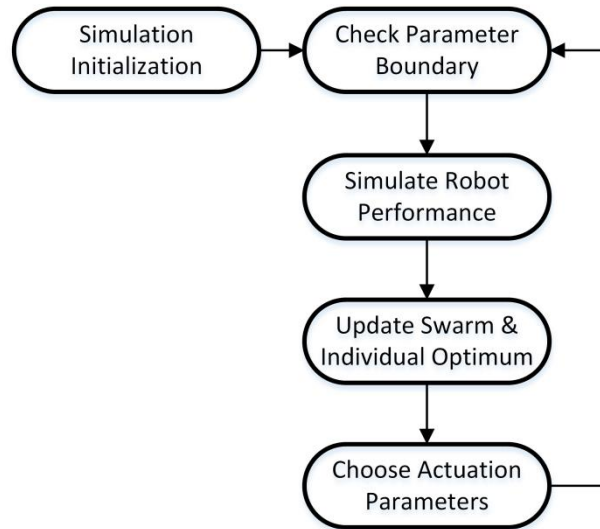 Simulation
Initialization
Check Parameter
Boundary
Simulate Robot
Performance
Update Swarm &
Individual Optimum
Choose Actuation
Parameters